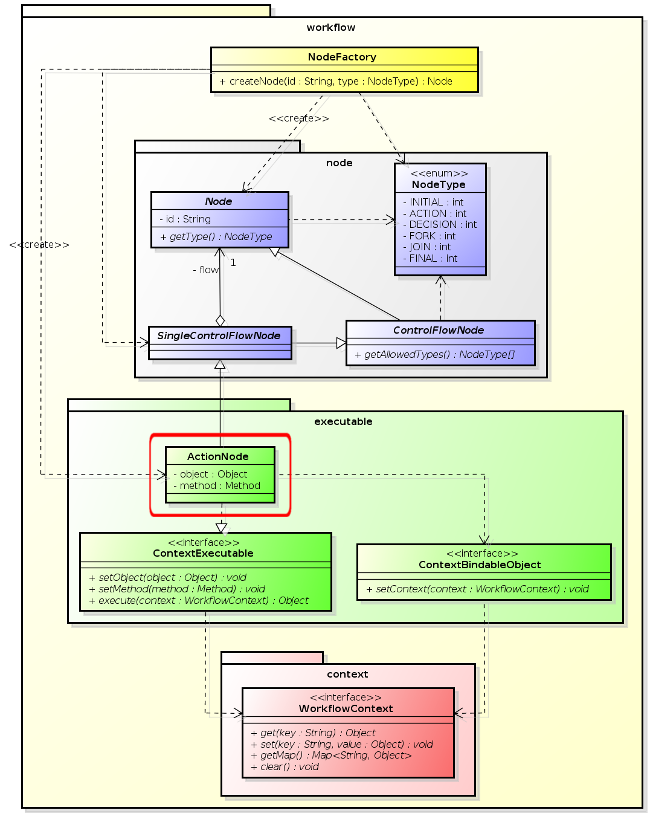 workflow
NodeFactory
+ createNode(id : String, type : NodeType) : Node
<<create>>
node
Node
- id : String
+ getType() : NodeType
<<enum>>
NodeType
- INITIAL : int
- ACTION : int
- DECISION : int
- FORK : int
- JOIN : int
- FINAL : int
<<create>>
1
- flow
SingleControlFlowNode
ControlFlowNode
+ getAllowedTypes() : NodeType[]
executable
ActionNode
- object : Object
- method : Method
<<interface>>
ContextExecutable
+ setObject(object : Object) : void
+ setMethod(method : Method) : void
+ execute(context : WorkflowContext) : Object
<<interface>>
ContextBindableObject
+ setContext(context : WorkflowContext) : void
context
<<interface>>
WorkflowContext
+ get(key : String) : Object
+ set(key : String, value : Object) : void
+ getMap() : Map<String, Object>
+ clear() : void